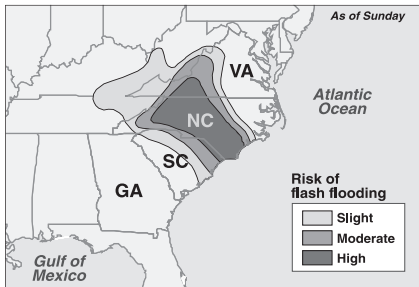 As of Sunday
VA
Atlantic
Ocean
NC
SC
GA
Risk of
flash flooding
Slight
Moderate
High
Gulf of
Mexico